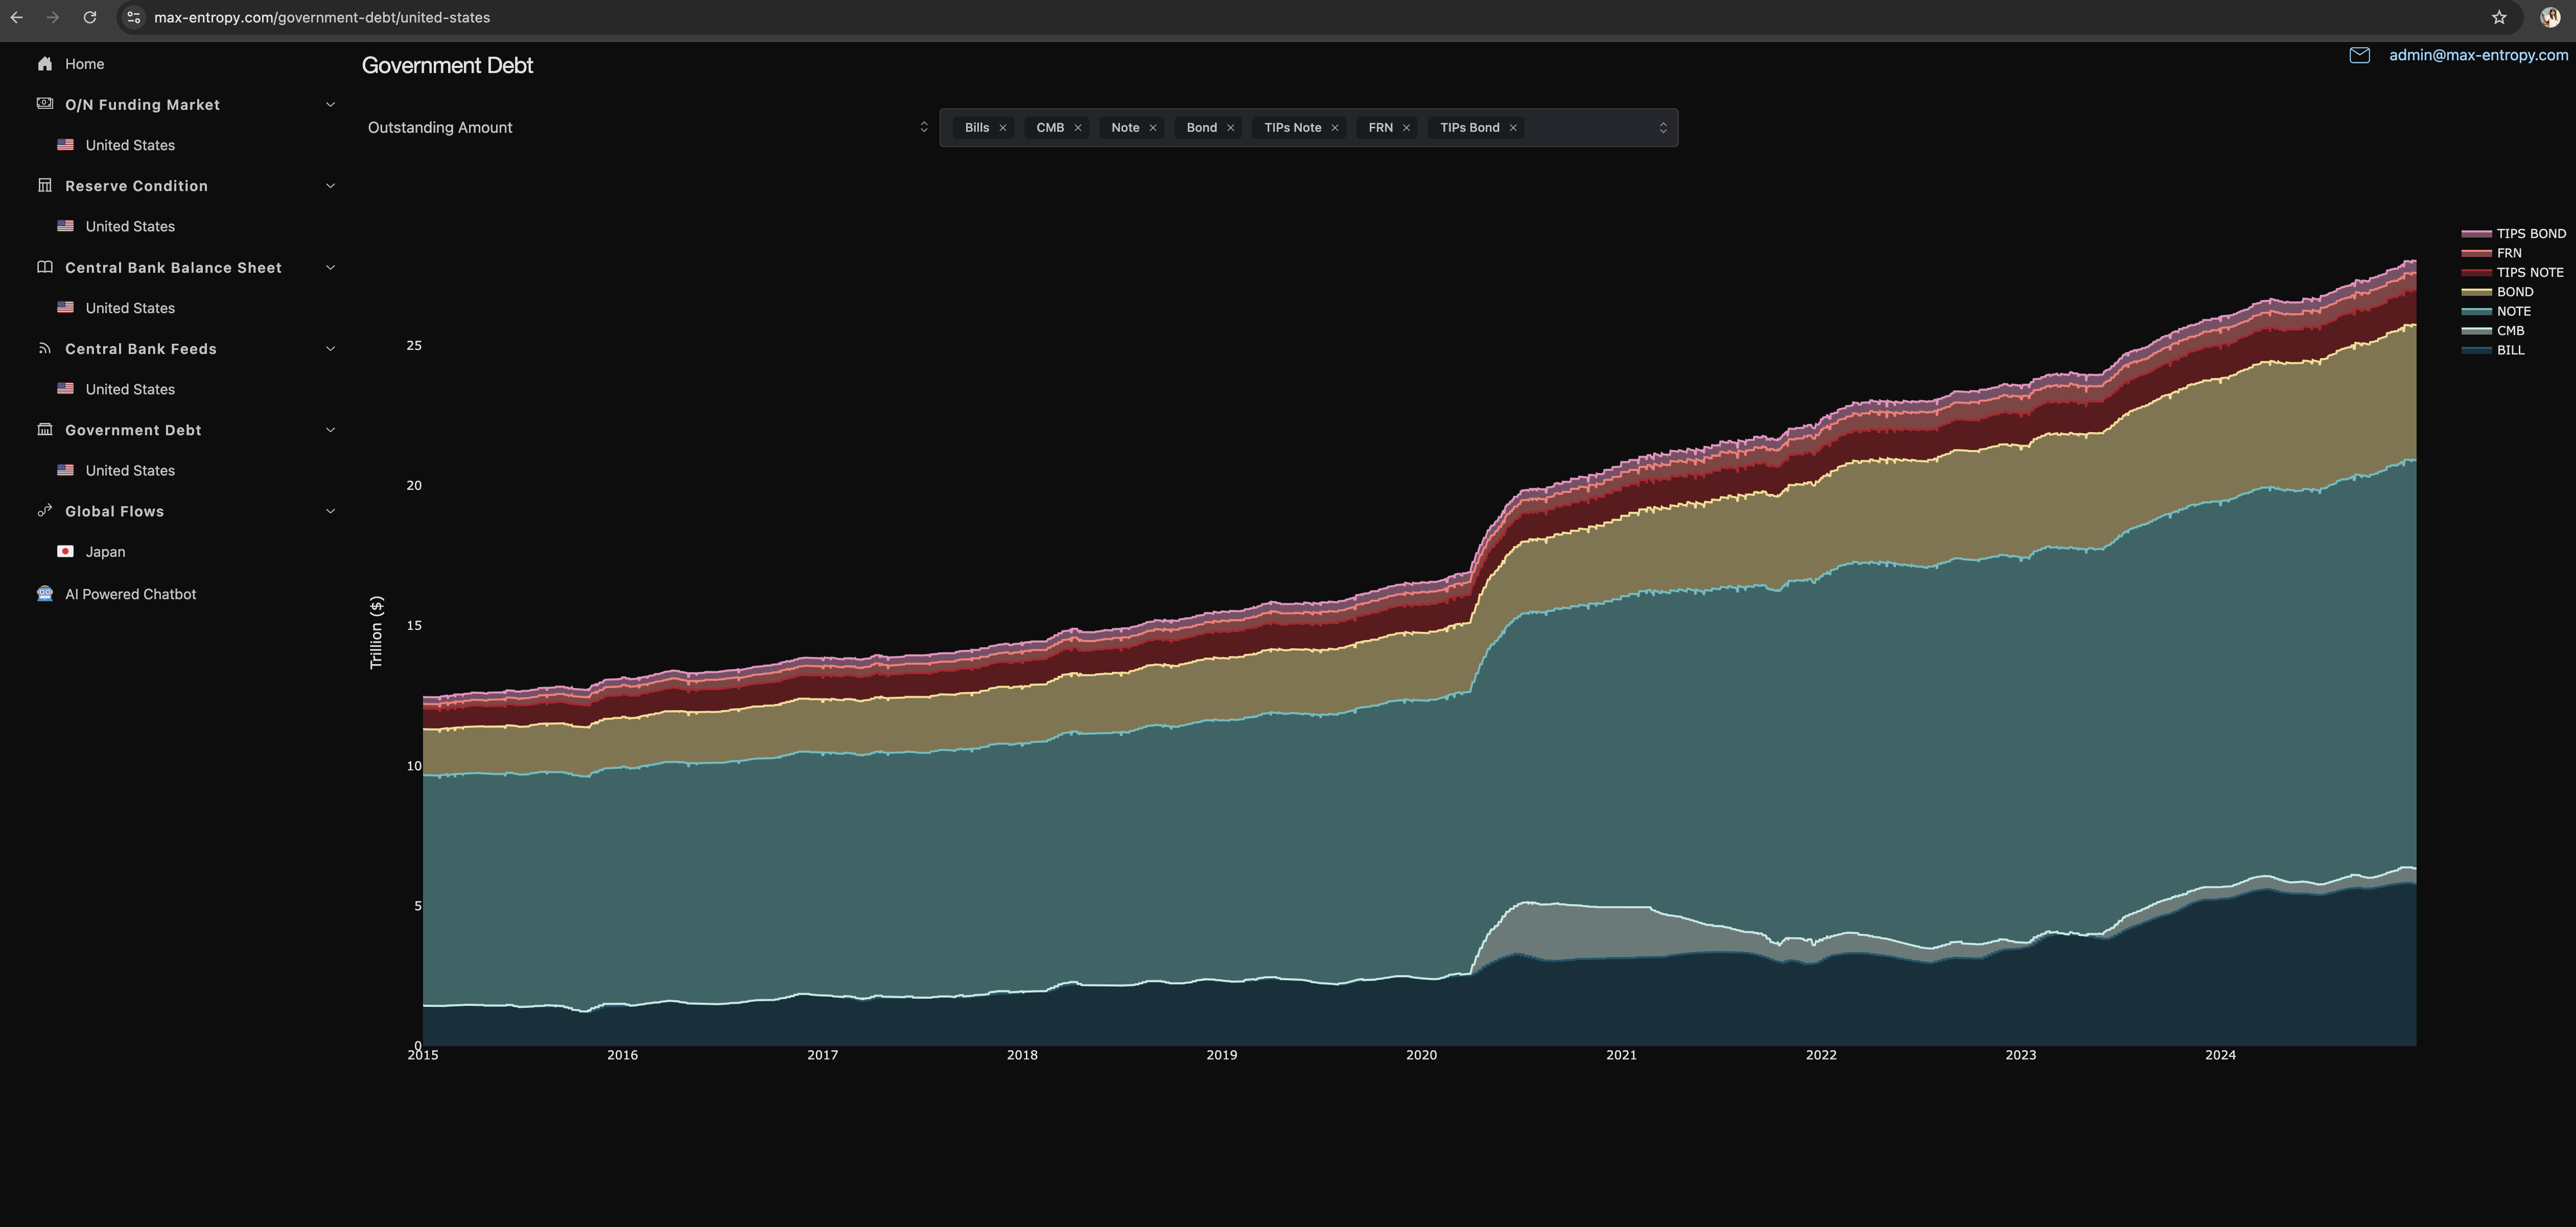 max-entropy.com/government-debt/united-states
Home
O/N Funding Market
United States
Reserve Condition
United States
Central Bank Balance Sheet
United States
Central Bank Feeds
United States
Government Debt
United States
Global Flows
Japan
AI Powered Chatbot
Government Debt
admin@max-entropy.com
Outstanding Amount
Bills × CMB × Note × Bond × TIPs Note × FRN × TIPs Bond ×
TIPS BOND
FRN
TIPS NOTE
BOND
NOTE
CMB
BILL
Trillion ($)
25
20
15
10
5
0
2015 2016 2017 2018 2019 2020 2021 2022 2023 2024